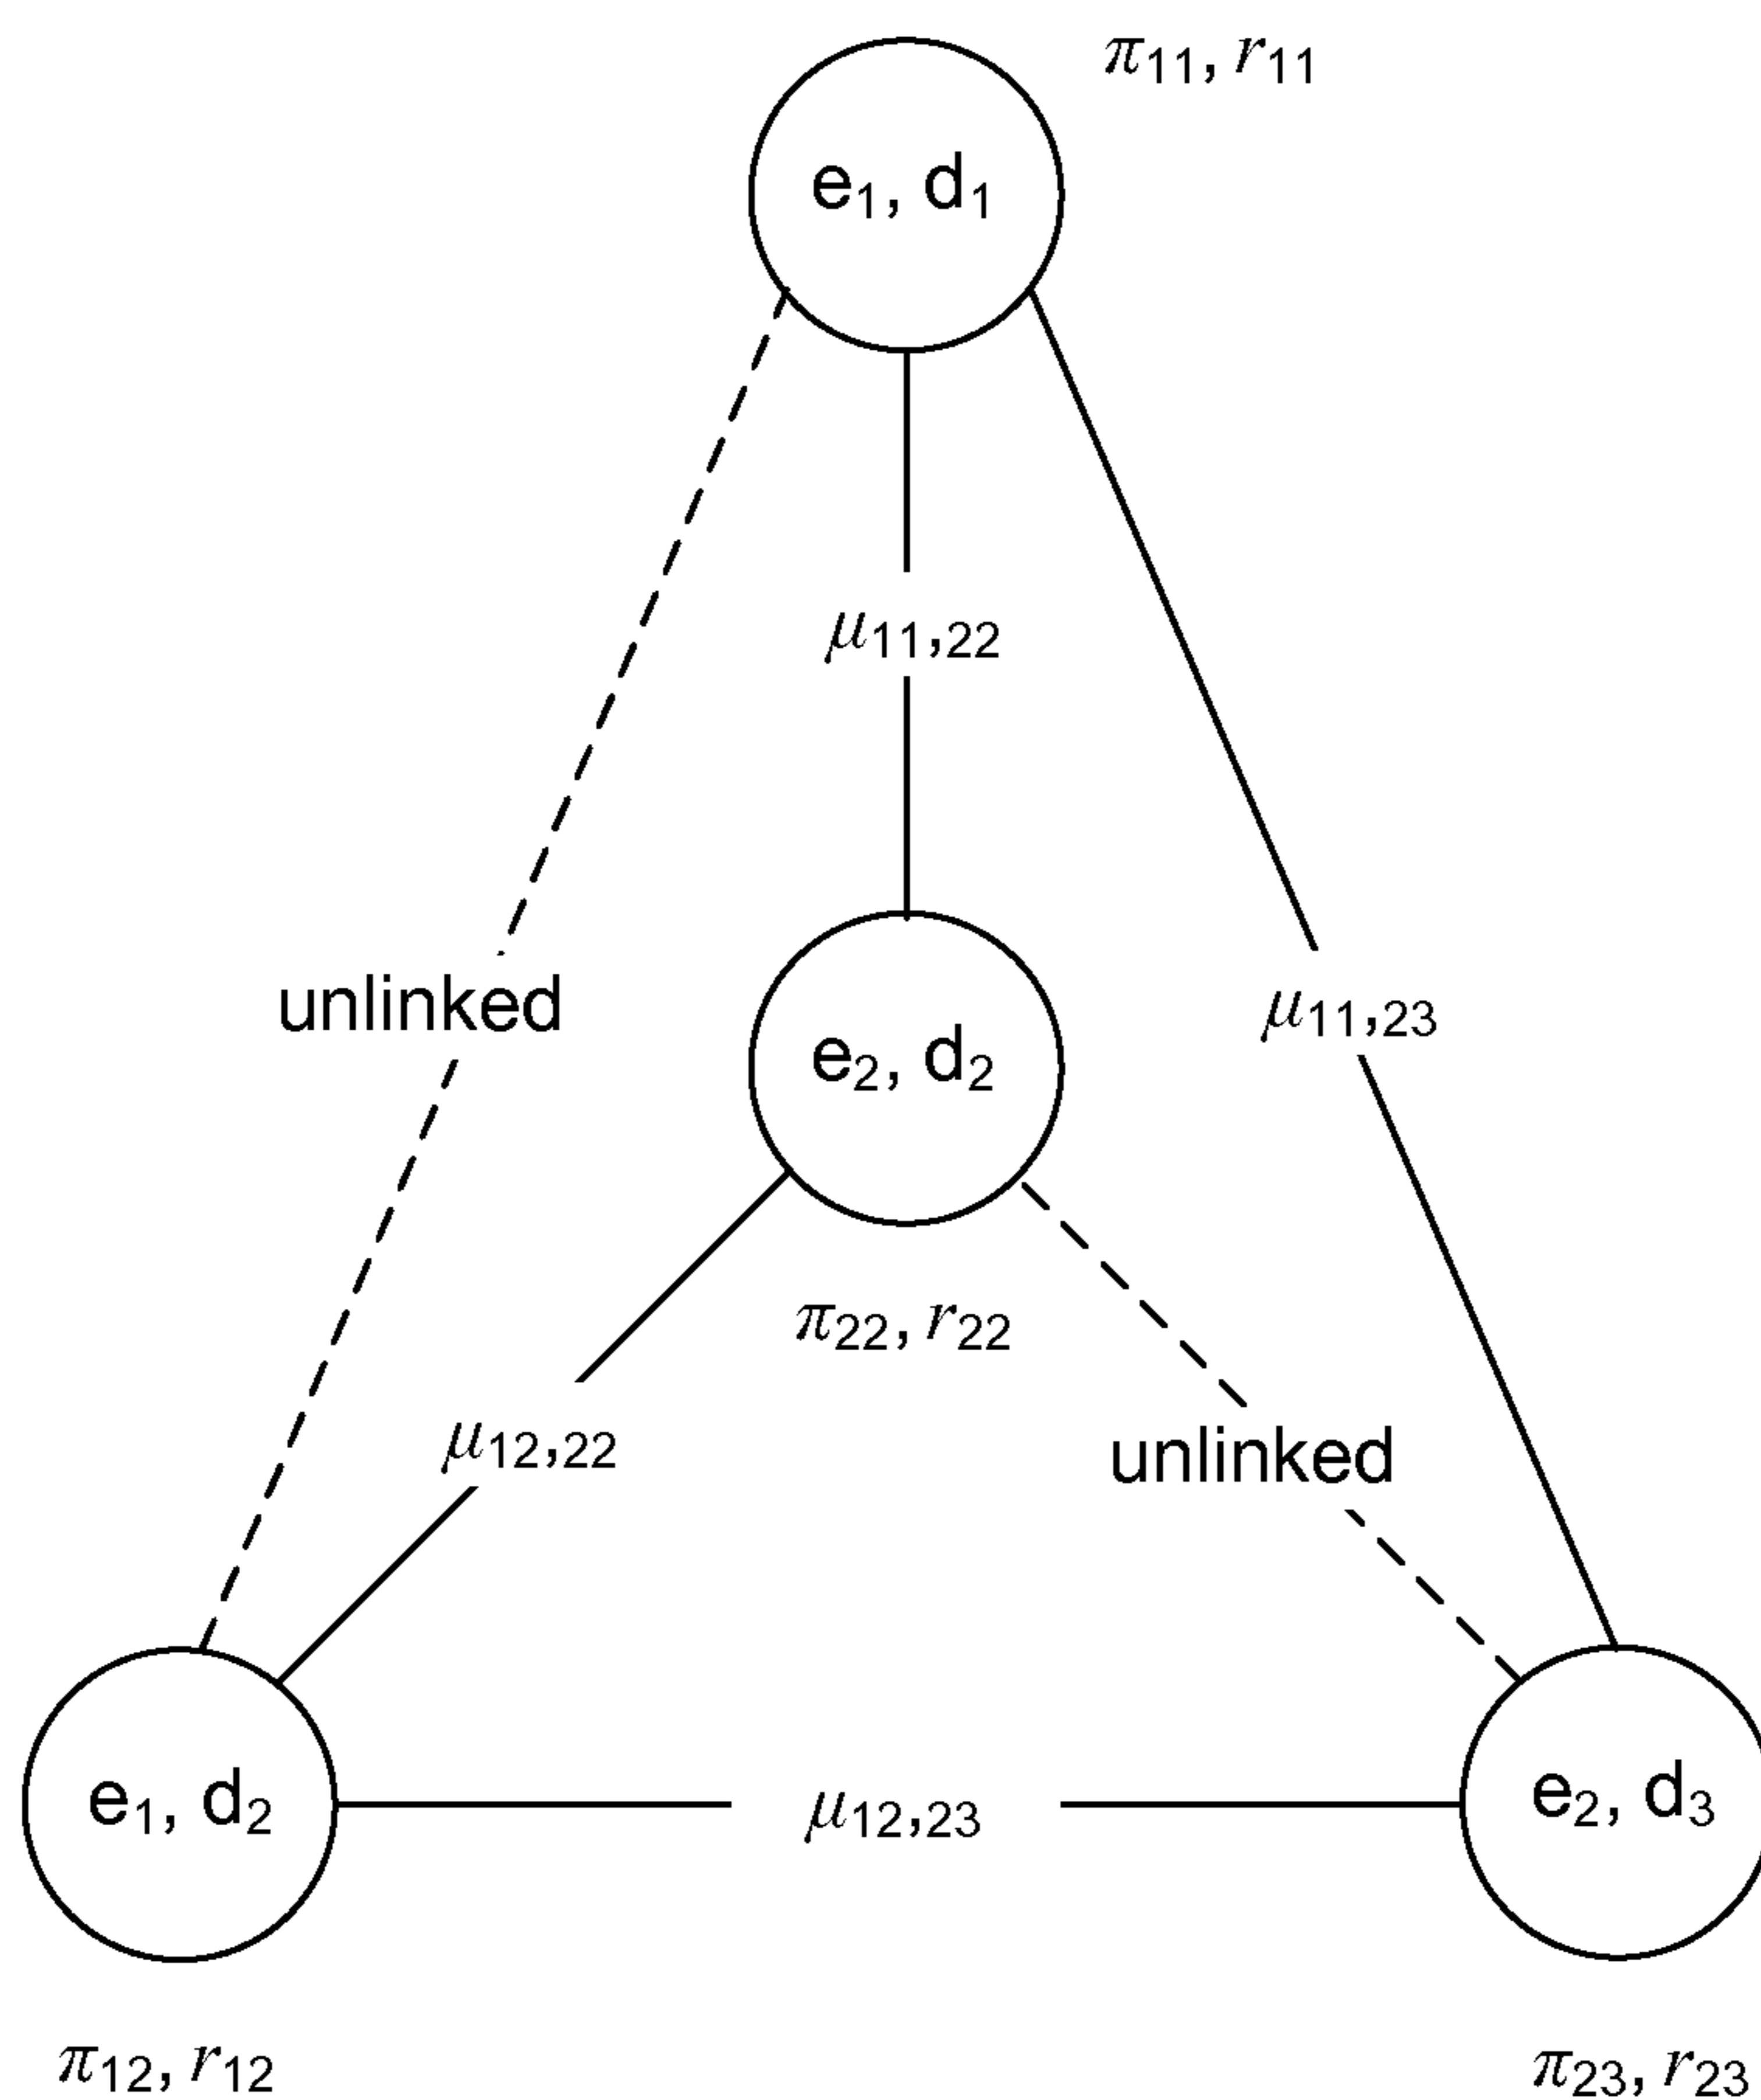 π11, r11
e1, d1
μ11,22
unlinked
μ11,23
e2, d2
π22, r22
μ12,22
unlinked
e1, d2
μ12,23
e2, d3
π12, r12
π23, r23